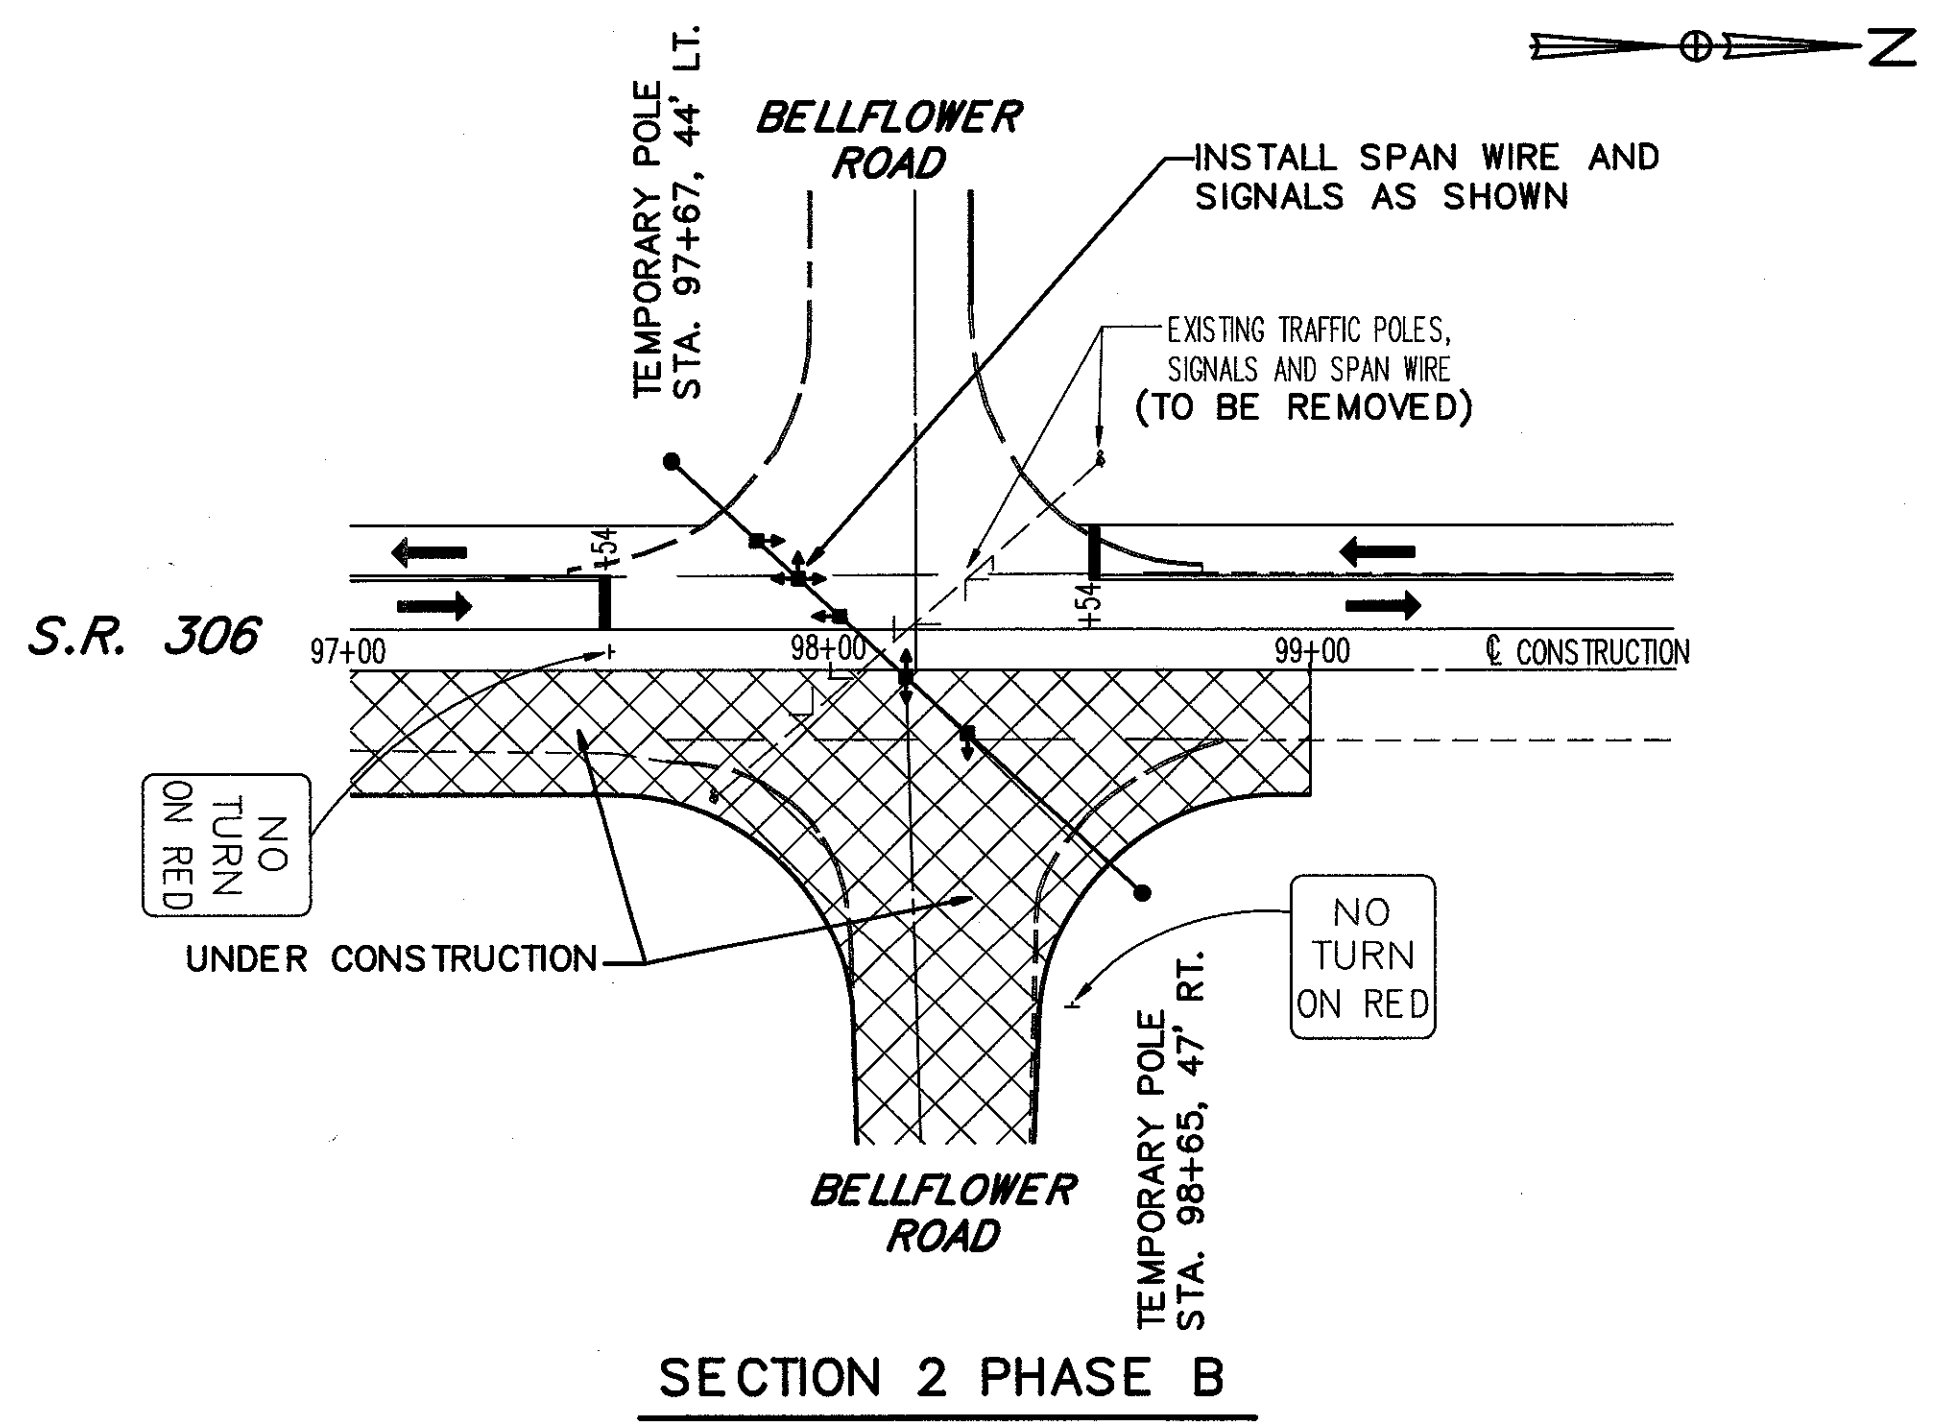 N
TEMPORARY POLE
STA. 97+67, 44' LT.
BELLFLOWER
ROAD
INSTALL SPAN WIRE AND
SIGNALS AS SHOWN
EXISTING TRAFFIC POLES,
SIGNALS AND SPAN WIRE
(TO BE REMOVED)
+54
+54
S.R. 306
97+00
98+00
99+00
℄ CONSTRUCTION
NO
TURN
ON RED
UNDER CONSTRUCTION
NO
TURN
ON RED
TEMPORARY POLE
STA. 98+65, 47' RT.
BELLFLOWER
ROAD
SECTION 2 PHASE B